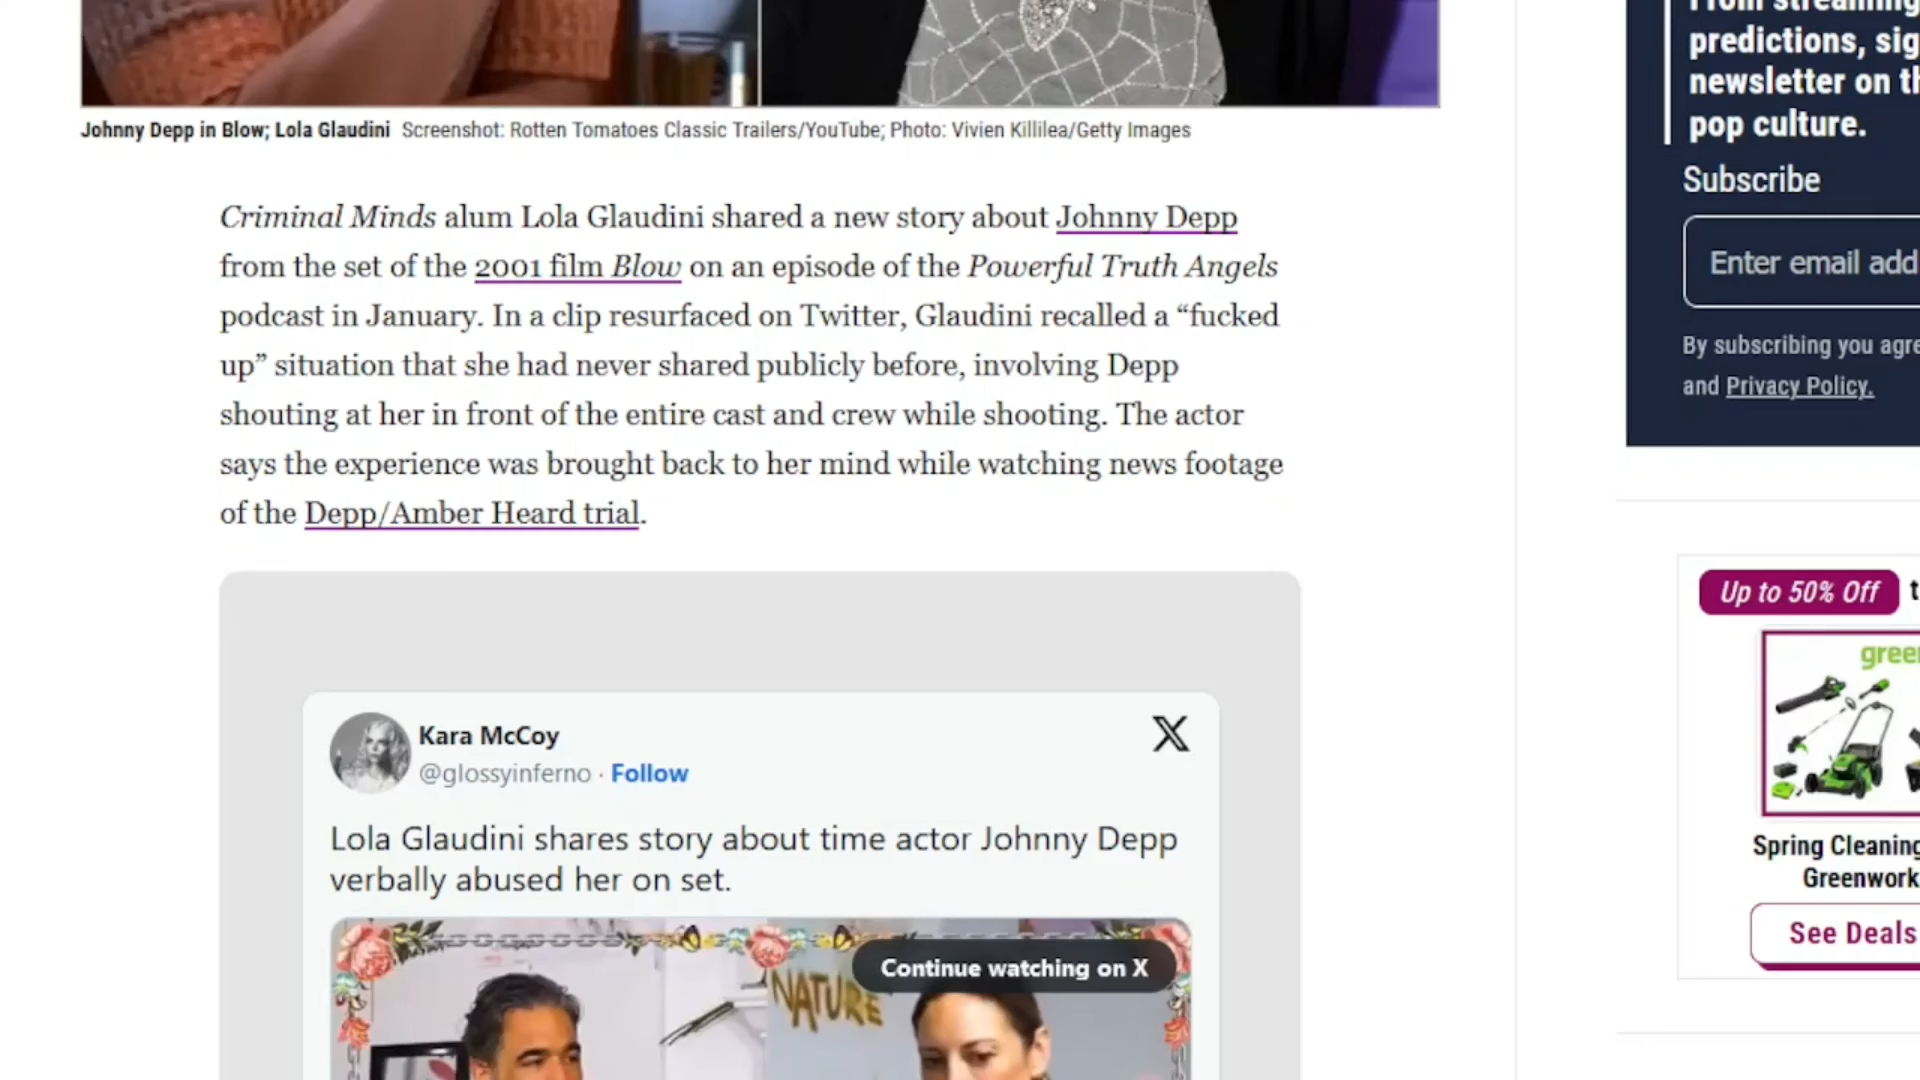 Johnny Depp in Blow; Lola Glaudini Screenshot: Rotten Tomatoes Classic Trailers/YouTube; Photo: Vivien Killilea/Getty Images
Criminal Minds alum Lola Glaudini shared a new story about Johnny Depp
from the set of the 2001 film Blow on an episode of the Powerful Truth Angels
podcast in January. In a clip resurfaced on Twitter, Glaudini recalled a “fucked
up” situation that she had never shared publicly before, involving Depp
shouting at her in front of the entire cast and crew while shooting. The actor
says the experience was brought back to her mind while watching news footage
of the Depp/Amber Heard trial.
Kara McCoy
@glossyinferno · Follow
X
Lola Glaudini shares story about time actor Johnny Depp
verbally abused her on set.
Continue watching on X
NATURE
From streaming
predictions, sig
newsletter on th
pop culture.
Subscribe
Enter email add
By subscribing you agre
and Privacy Policy.
Up to 50% Off t
gree
Spring Cleaning
Greenwork
See Deals